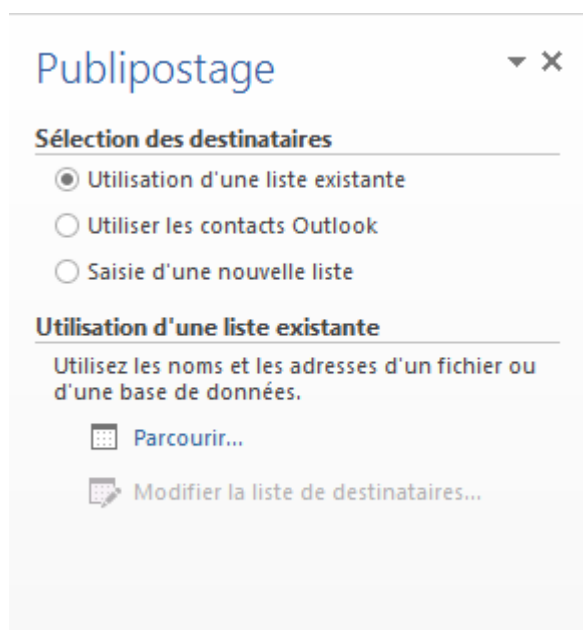 Publipostage
Sélection des destinataires
Utilisation d'une liste existante
Utiliser les contacts Outlook
Saisie d'une nouvelle liste
Utilisation d'une liste existante
Utilisez les noms et les adresses d'un fichier ou
d'une base de données.
Parcourir...
Modifier la liste de destinataires...